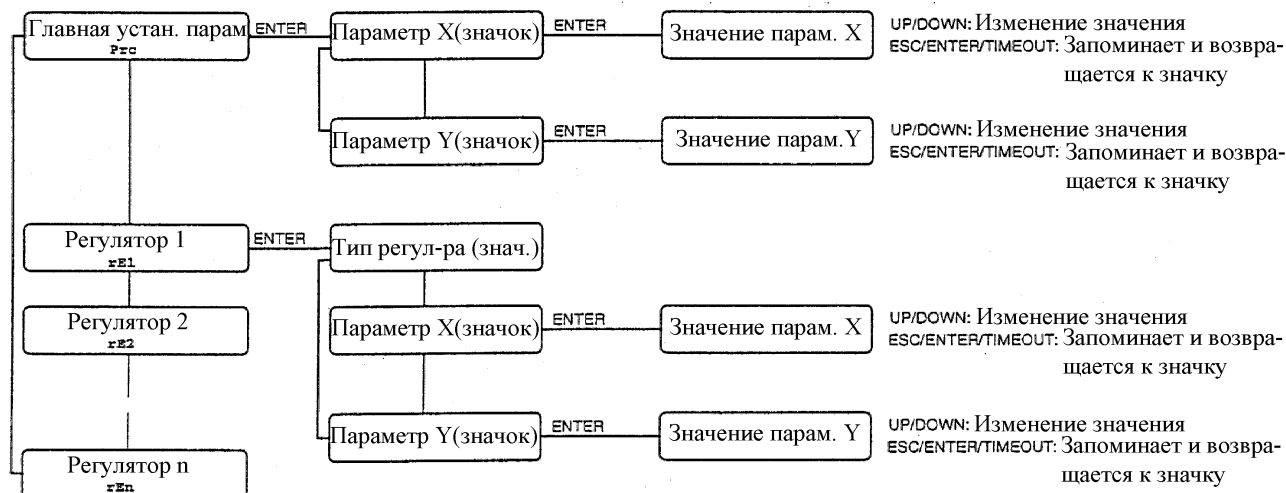 Главная устан. парам
Prc
ENTER
Параметр X(значок)
ENTER
Значение парам. X
UP/DOWN: Изменение значения
ESC/ENTER/TIMEOUT: Запоминает и возвра-
щается к значку
Параметр Y(значок)
ENTER
Значение парам.Y
UP/DOWN: Изменение значения
ESC/ENTER/TIMEOUT: Запоминает и возвра-
щается к значку
Регулятор 1
rE1
ENTER
Тип регул-ра (знач.)
Регулятор 2
rE2
Параметр X(значок)
ENTER
Значение парам. X
UP/DOWN: Изменение значения
ESC/ENTER/TIMEOUT: Запоминает и возвра-
щается к значку
Параметр Y(значок)
ENTER
Значение парам. Y
UP/DOWN: Изменение значения
ESC/ENTER/TIMEOUT: Запоминает и возвра-
щается к значку
Регулятор n
rEn